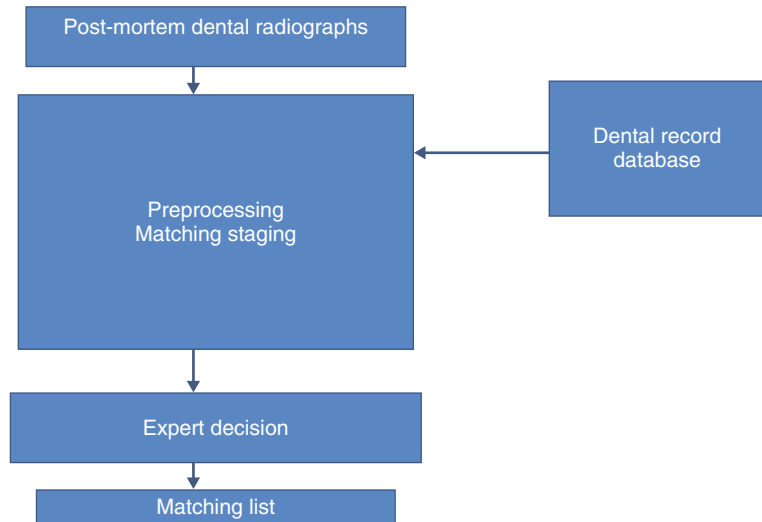 Post-mortem dental radiographs
Dental record
database
Preprocessing
Matching staging
Expert decision
Matching list